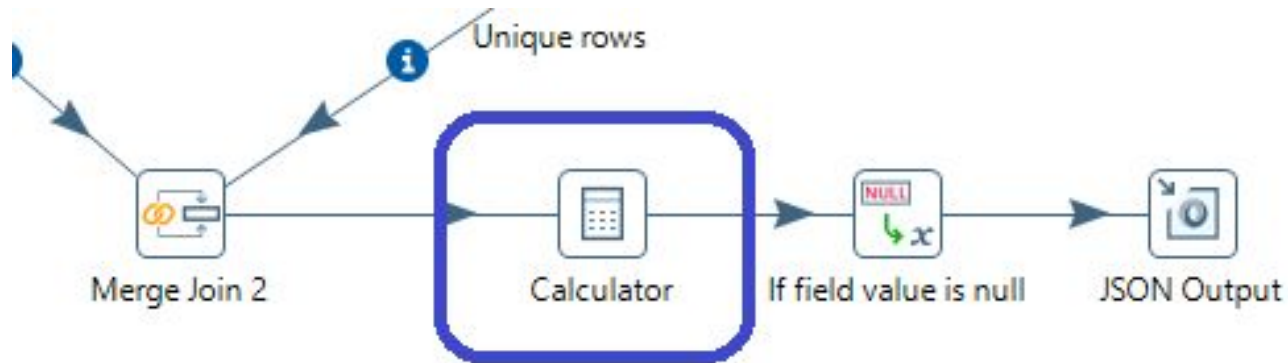 Unique rows
i
NULL
x
Merge Join 2
Calculator
If field value is null
JSON Output